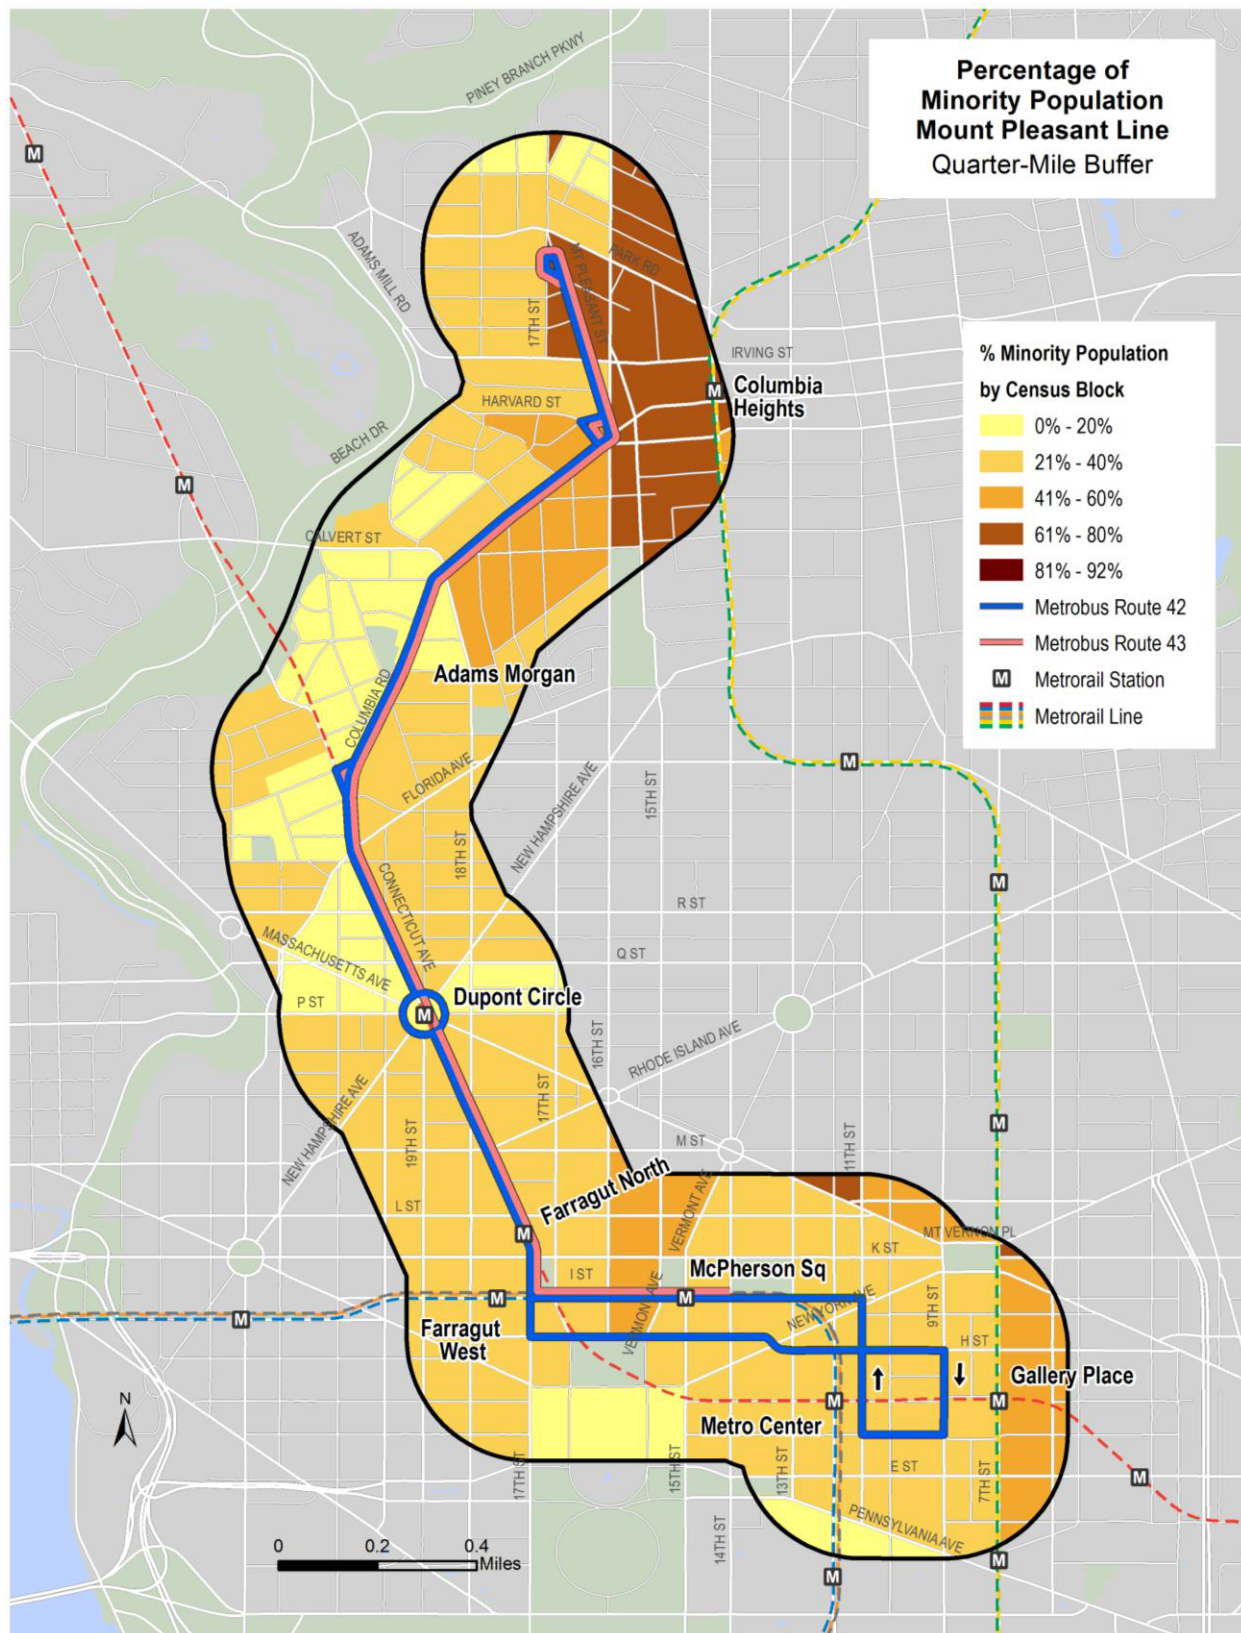 Percentage of
Minority Population
Mount Pleasant Line
Quarter-Mile Buffer
PINEY BRANCH PKWY
M
ADAMS MILL RD
PARK RD
MT PLEASANT ST
17TH ST
IRVING ST
M
Columbia
Heights
HARVARD ST
BEACH DR
M
CALVERT ST
% Minority Population
by Census Block
0% - 20%
21% - 40%
41% - 60%
61% - 80%
81% - 92%
Metrobus Route 42
Metrobus Route 43
M Metrorail Station
Metrorail Line
Adams Morgan
COLUMBIA RD
FLORIDA AVE
NEW HAMPSHIRE AVE
15TH ST
M
18TH ST
M
CONNECTICUT AVE
R ST
MASSACHUSETTS AVE
Q ST
P ST
Dupont Circle
M
16TH ST
RHODE ISLAND AVE
NEW HAMPSHIRE AVE
19TH ST
17TH ST
M ST
11TH ST
M
L ST
Farragut North
M
VERMONT AVE
MT VERNON PL
K ST
I ST
McPherson Sq
M
M
M
Farragut
West
VERMONT AVE
NEW YORK AVE
9TH ST
H ST
Gallery Place
M
M
Metro Center
N
17TH ST
15TH ST
13TH ST
E ST
7TH ST
M
PENNSYLVANIA AVE
14TH ST
M
M
0 0.2 0.4
Miles